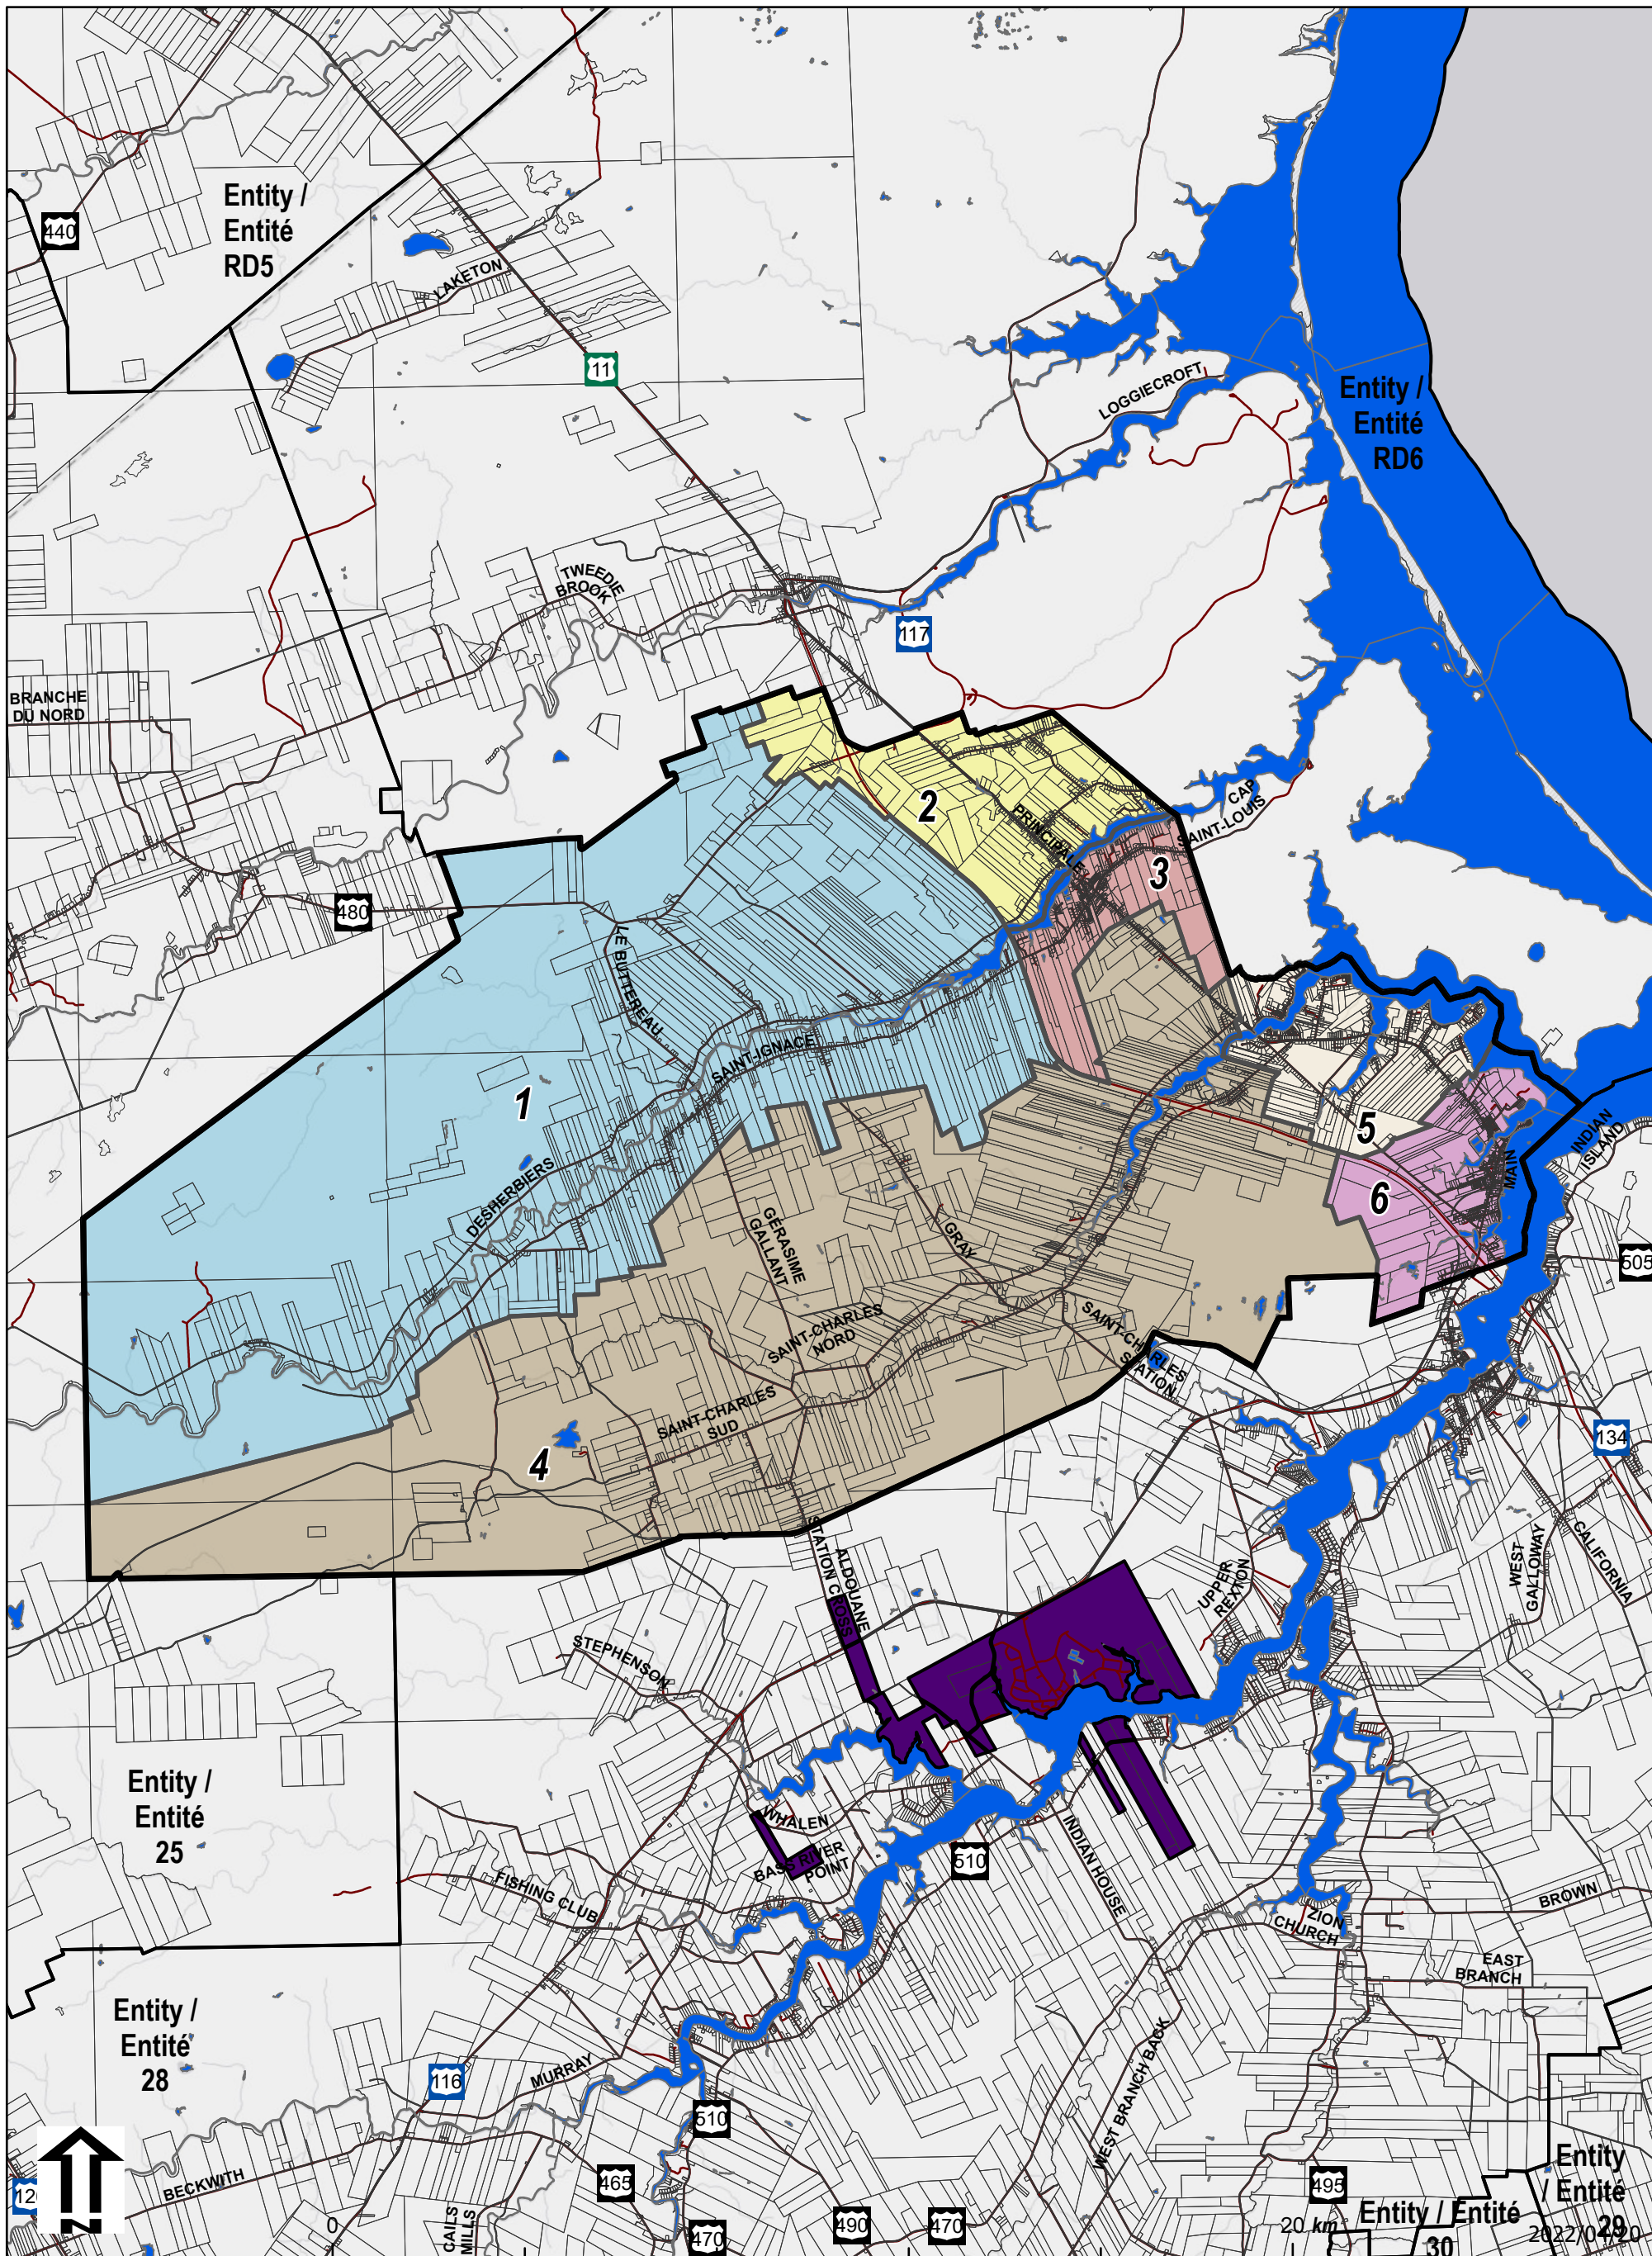 Entity /
Entité
RD5
440
LAKETON
11
LOGGIECROFT
Entity /
Entité
RD6
TWEEDIE
BROOK
117
BRANCHE
DU NORD
2
PRINCIPALE
CAP
SAINT-LOUIS
3
480
LE BUTTEREAU
SAINT-IGNACE
1
5
INDIAN
ISLAND
MAIN
DESHERBIERS
6
GÉRASIME
GALLANT
GRAY
505
SAINT-CHARLES
NORD
SAINT-CHARLES
STATION
SAINT-CHARLES
SUD
4
134
STATION CROSS
ALDOUANE
WEST
GALLOWAY
CALIFORNIA
UPPER
REXTON
STEPHENSON
Entity /
Entité
25
WHALEN
BASS RIVER
POINT
510
INDIAN HOUSE
FISHING CLUB
BROWN
ZION
CHURCH
EAST
BRANCH
Entity /
Entité
28
116
MURRAY
510
WEST BRANCH BACK
N
BECKWITH
465
495
Entity
/ Entité
29
CAILS
MILLS
0
470
490
470
20 km
Entity / Entité
30